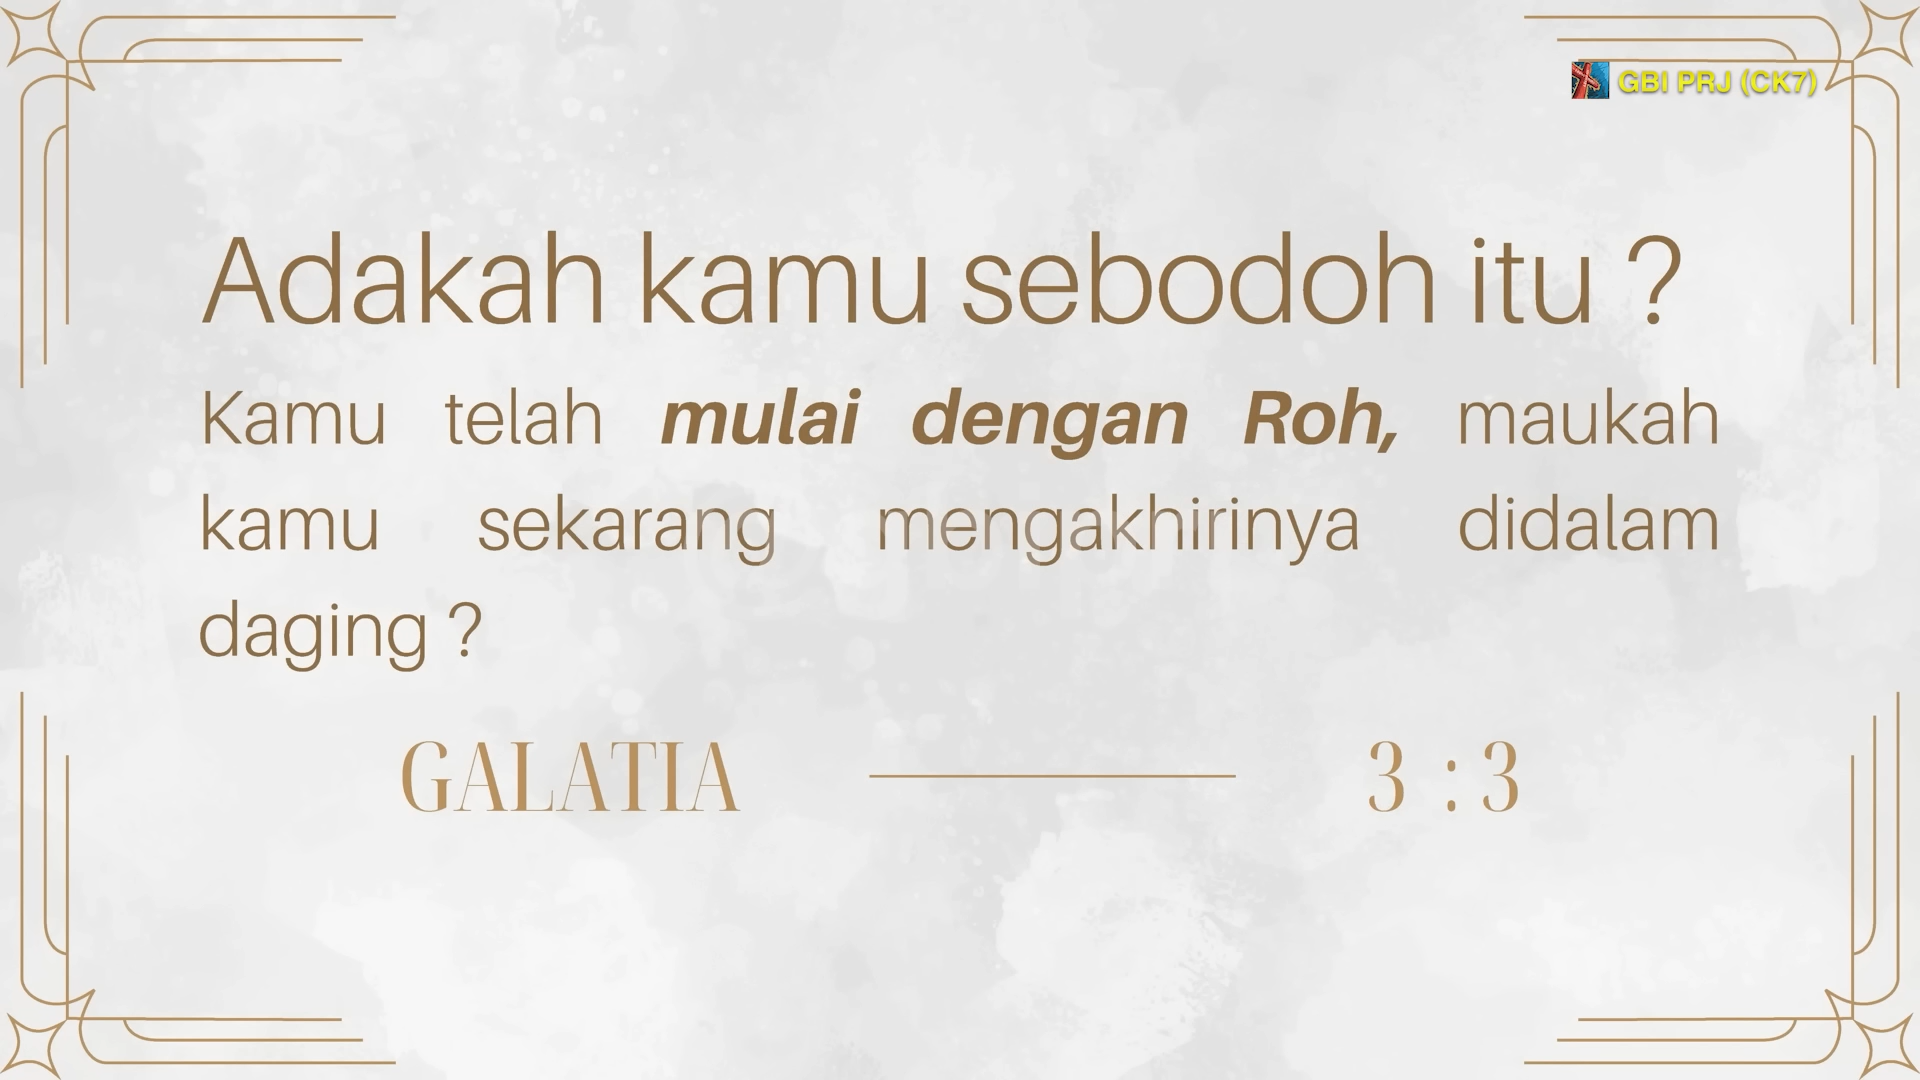 GBI PRJ (CK7)
Adakah kamu sebodoh itu ?
Kamu telah mulai dengan Roh, maukah
kamu sekarang mengakhirinya didalam
daging ?
GALATIA 3 : 3